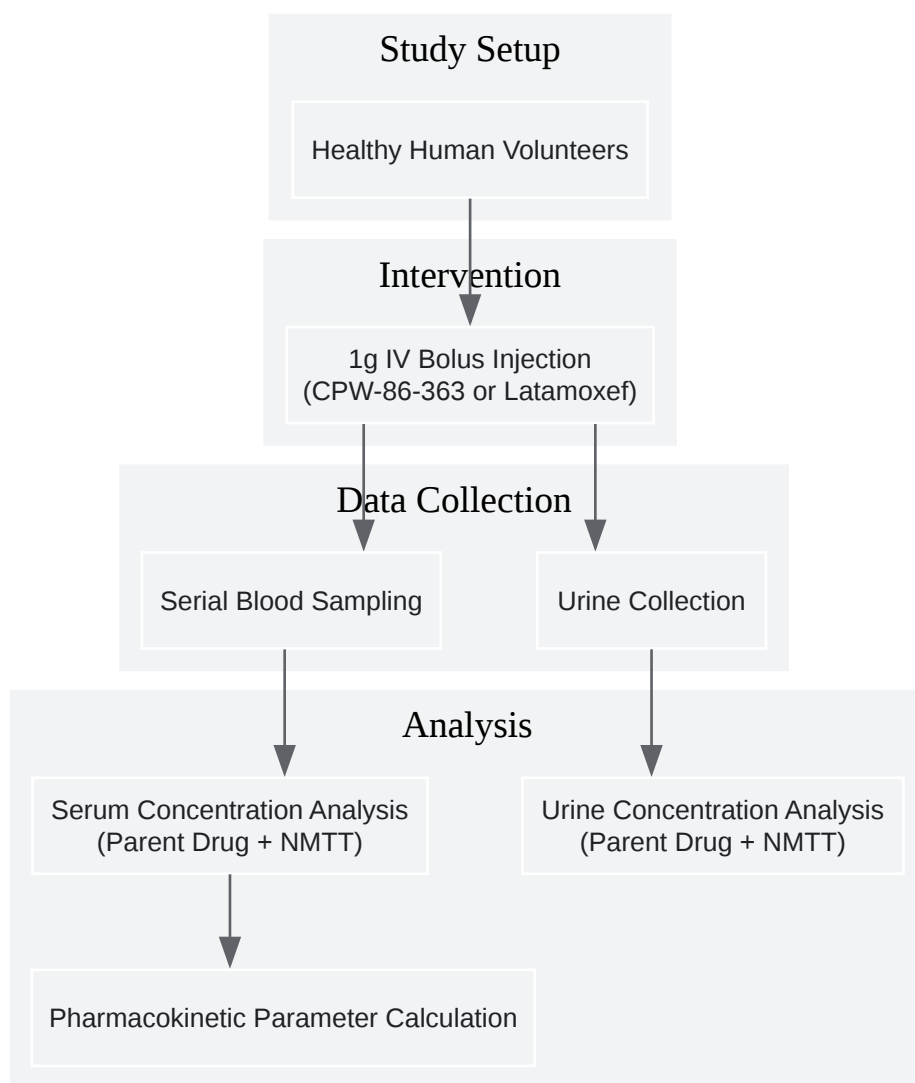 Study Setup
Healthy Human Volunteers
Intervention
1g IV Bolus Injection
(CPW-86-363 or Latamoxef)
Data Collection
Serial Blood Sampling
Urine Collection
Analysis
Serum Concentration Analysis
(Parent Drug + NMTT)
Urine Concentration Analysis
(Parent Drug + NMTT)
Pharmacokinetic Parameter Calculation